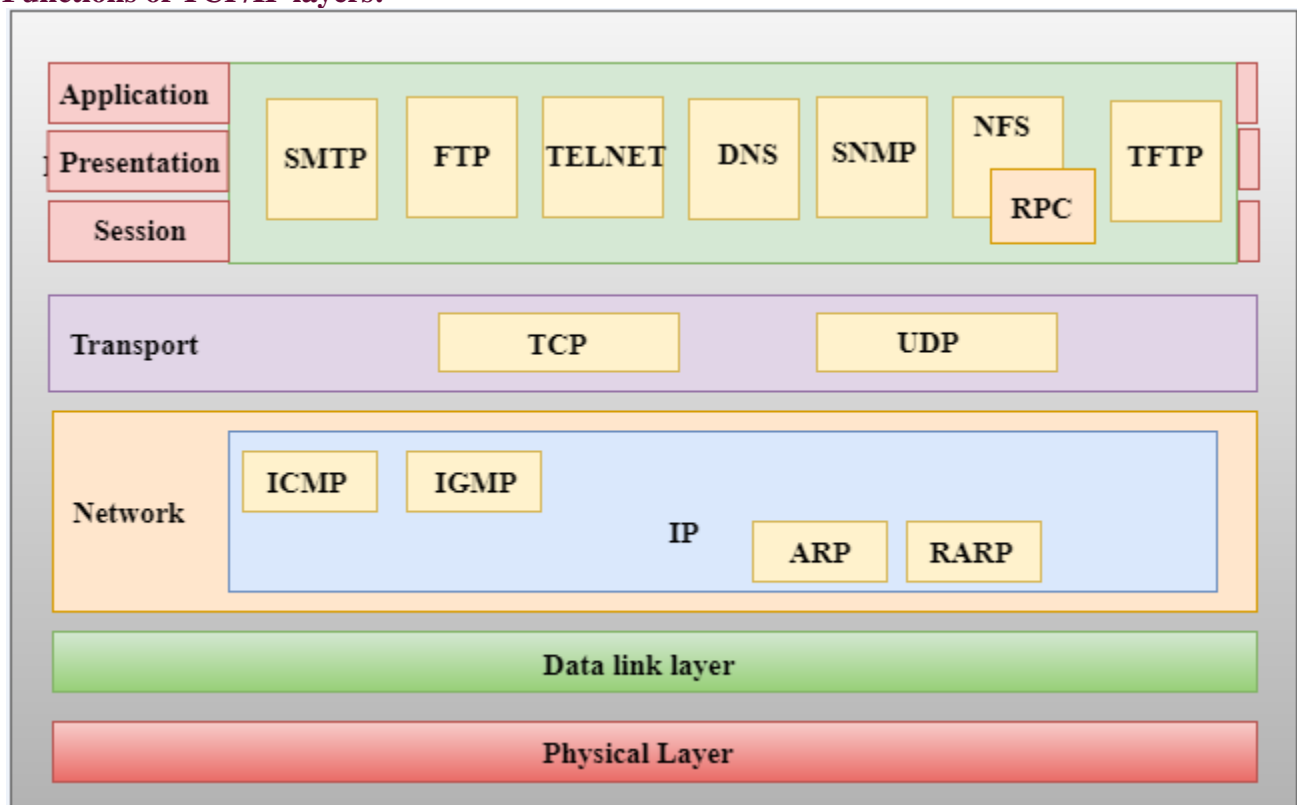 Functions of TCP/IP layers:
Application
Presentation
Session
SMTP
FTP
TELNET
DNS
SNMP
NFS
RPC
TFTP
Transport
TCP
UDP
Network
ICMP
IGMP
IP
ARP
RARP
Data link layer
Physical Layer